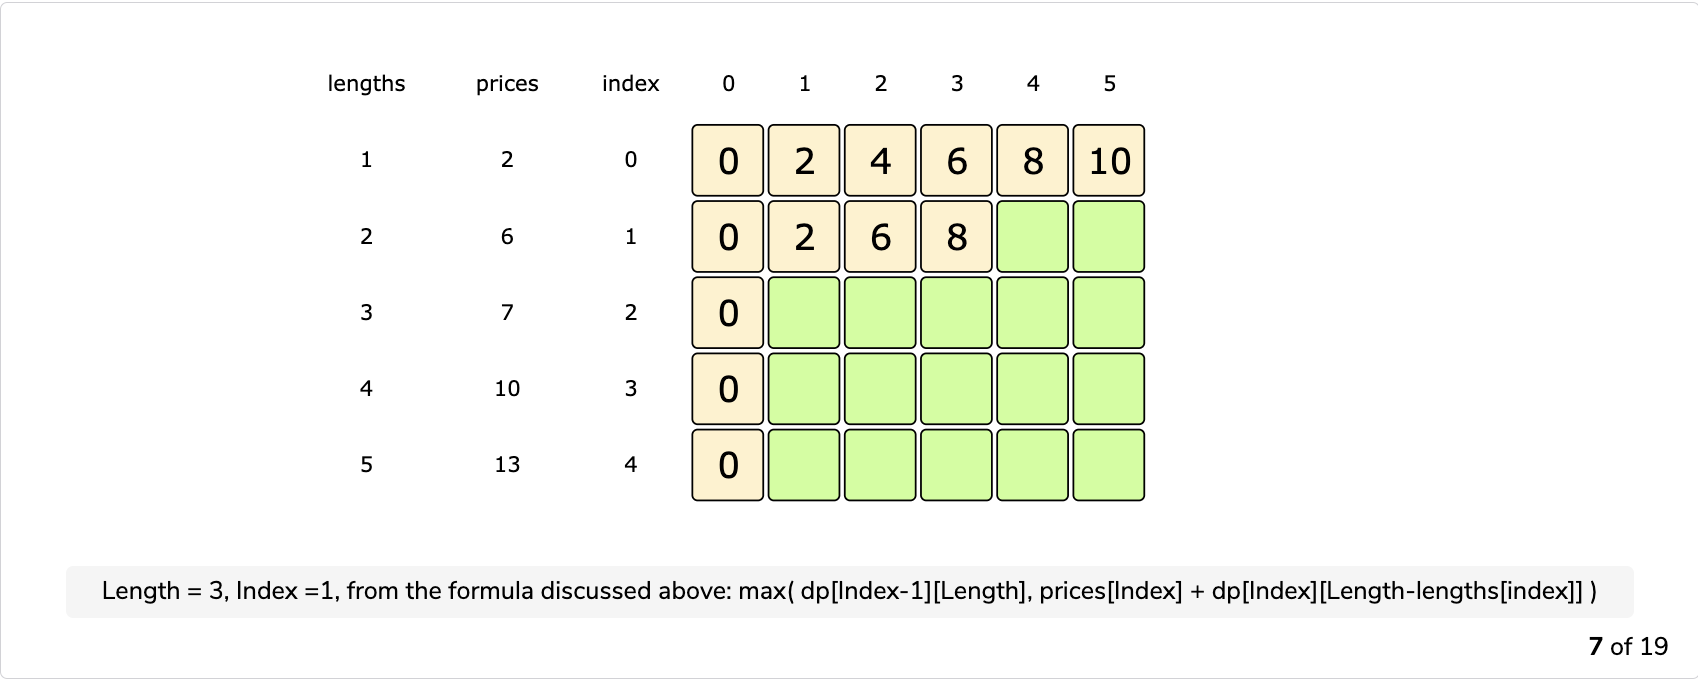 lengths prices index 0 1 2 3 4 5
1 2 0 0 2 4 6 8 10
2 6 1 0 2 6 8
3 7 2 0
4 10 3 0
5 13 4 0
Length = 3, Index =1, from the formula discussed above: max( dp[Index-1][Length], prices[Index] + dp[Index][Length-lengths[index]] )
7 of 19